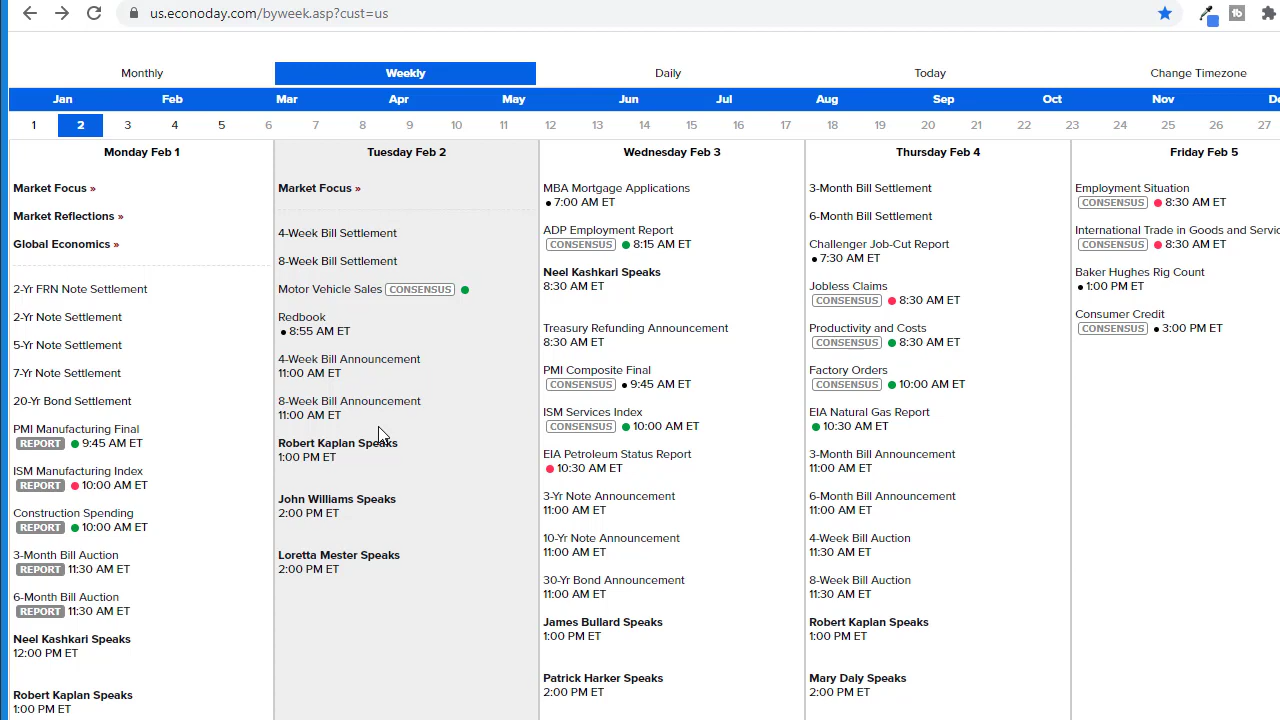 us.econoday.com/byweek.asp?cust=us
Monthly Weekly Daily Today Change Timezone
Jan Feb Mar Apr May Jun Jul Aug Sep Oct Nov
1 2 3 4 5 6 7 8 9 10 11 12 13 14 15 16 17 18 19 20 21 22 23 24 25 26 27
Monday Feb 1
Market Focus »
Market Reflections »
Global Economics »
2-Yr FRN Note Settlement
2-Yr Note Settlement
5-Yr Note Settlement
7-Yr Note Settlement
20-Yr Bond Settlement
PMI Manufacturing Final
REPORT 9:45 AM ET
ISM Manufacturing Index
REPORT 10:00 AM ET
Construction Spending
REPORT 10:00 AM ET
3-Month Bill Auction
REPORT 11:30 AM ET
6-Month Bill Auction
REPORT 11:30 AM ET
Neel Kashkari Speaks
12:00 PM ET
Robert Kaplan Speaks
1:00 PM ET
Tuesday Feb 2
Market Focus »
4-Week Bill Settlement
8-Week Bill Settlement
Motor Vehicle Sales CONSENSUS
Redbook
8:55 AM ET
4-Week Bill Announcement
11:00 AM ET
8-Week Bill Announcement
11:00 AM ET
Robert Kaplan Speaks
1:00 PM ET
John Williams Speaks
2:00 PM ET
Loretta Mester Speaks
2:00 PM ET
Wednesday Feb 3
MBA Mortgage Applications
7:00 AM ET
ADP Employment Report
CONSENSUS 8:15 AM ET
Neel Kashkari Speaks
8:30 AM ET
Treasury Refunding Announcement
8:30 AM ET
PMI Composite Final
CONSENSUS 9:45 AM ET
ISM Services Index
CONSENSUS 10:00 AM ET
EIA Petroleum Status Report
10:30 AM ET
3-Yr Note Announcement
11:00 AM ET
10-Yr Note Announcement
11:00 AM ET
30-Yr Bond Announcement
11:00 AM ET
James Bullard Speaks
1:00 PM ET
Patrick Harker Speaks
2:00 PM ET
Thursday Feb 4
3-Month Bill Settlement
6-Month Bill Settlement
Challenger Job-Cut Report
7:30 AM ET
Jobless Claims
CONSENSUS 8:30 AM ET
Productivity and Costs
CONSENSUS 8:30 AM ET
Factory Orders
CONSENSUS 10:00 AM ET
EIA Natural Gas Report
10:30 AM ET
3-Month Bill Announcement
11:00 AM ET
6-Month Bill Announcement
11:00 AM ET
4-Week Bill Auction
11:30 AM ET
8-Week Bill Auction
11:30 AM ET
Robert Kaplan Speaks
1:00 PM ET
Mary Daly Speaks
2:00 PM ET
Friday Feb 5
Employment Situation
CONSENSUS 8:30 AM ET
International Trade in Goods and
CONSENSUS 8:30 AM ET
Baker Hughes Rig Count
1:00 PM ET
Consumer Credit
CONSENSUS 3:00 PM ET